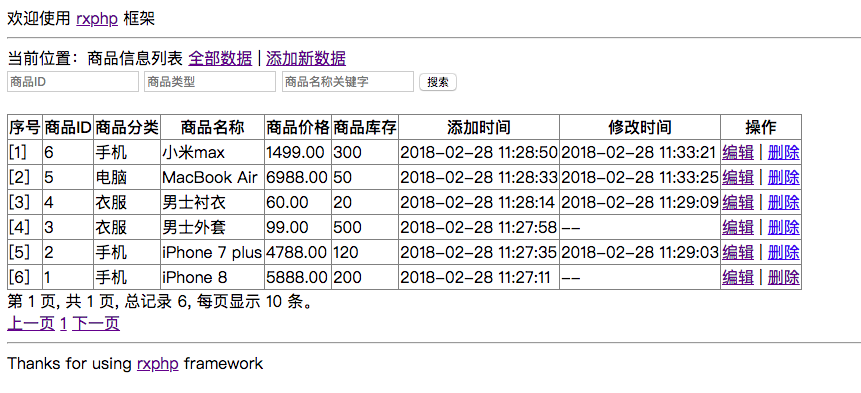 欢迎使用 rxphp 框架
当前位置：商品信息列表 全部数据 | 添加新数据
商品ID 商品类型 商品名称关键字 搜索
序号 商品ID 商品分类 商品名称 商品价格 商品库存 添加时间 修改时间 操作
[1] 6 手机 小米max 1499.00 300 2018-02-28 11:28:50 2018-02-28 11:33:21 编辑 | 删除
[2] 5 电脑 MacBook Air 6988.00 50 2018-02-28 11:28:33 2018-02-28 11:33:25 编辑 | 删除
[3] 4 衣服 男士衬衣 60.00 20 2018-02-28 11:28:14 2018-02-28 11:29:09 编辑 | 删除
[4] 3 衣服 男士外套 99.00 500 2018-02-28 11:27:58 -- 编辑 | 删除
[5] 2 手机 iPhone 7 plus 4788.00 120 2018-02-28 11:27:35 2018-02-28 11:29:03 编辑 | 删除
[6] 1 手机 iPhone 8 5888.00 200 2018-02-28 11:27:11 -- 编辑 | 删除
第 1 页, 共 1 页, 总记录 6, 每页显示 10 条。
上一页 1 下一页
Thanks for using rxphp framework